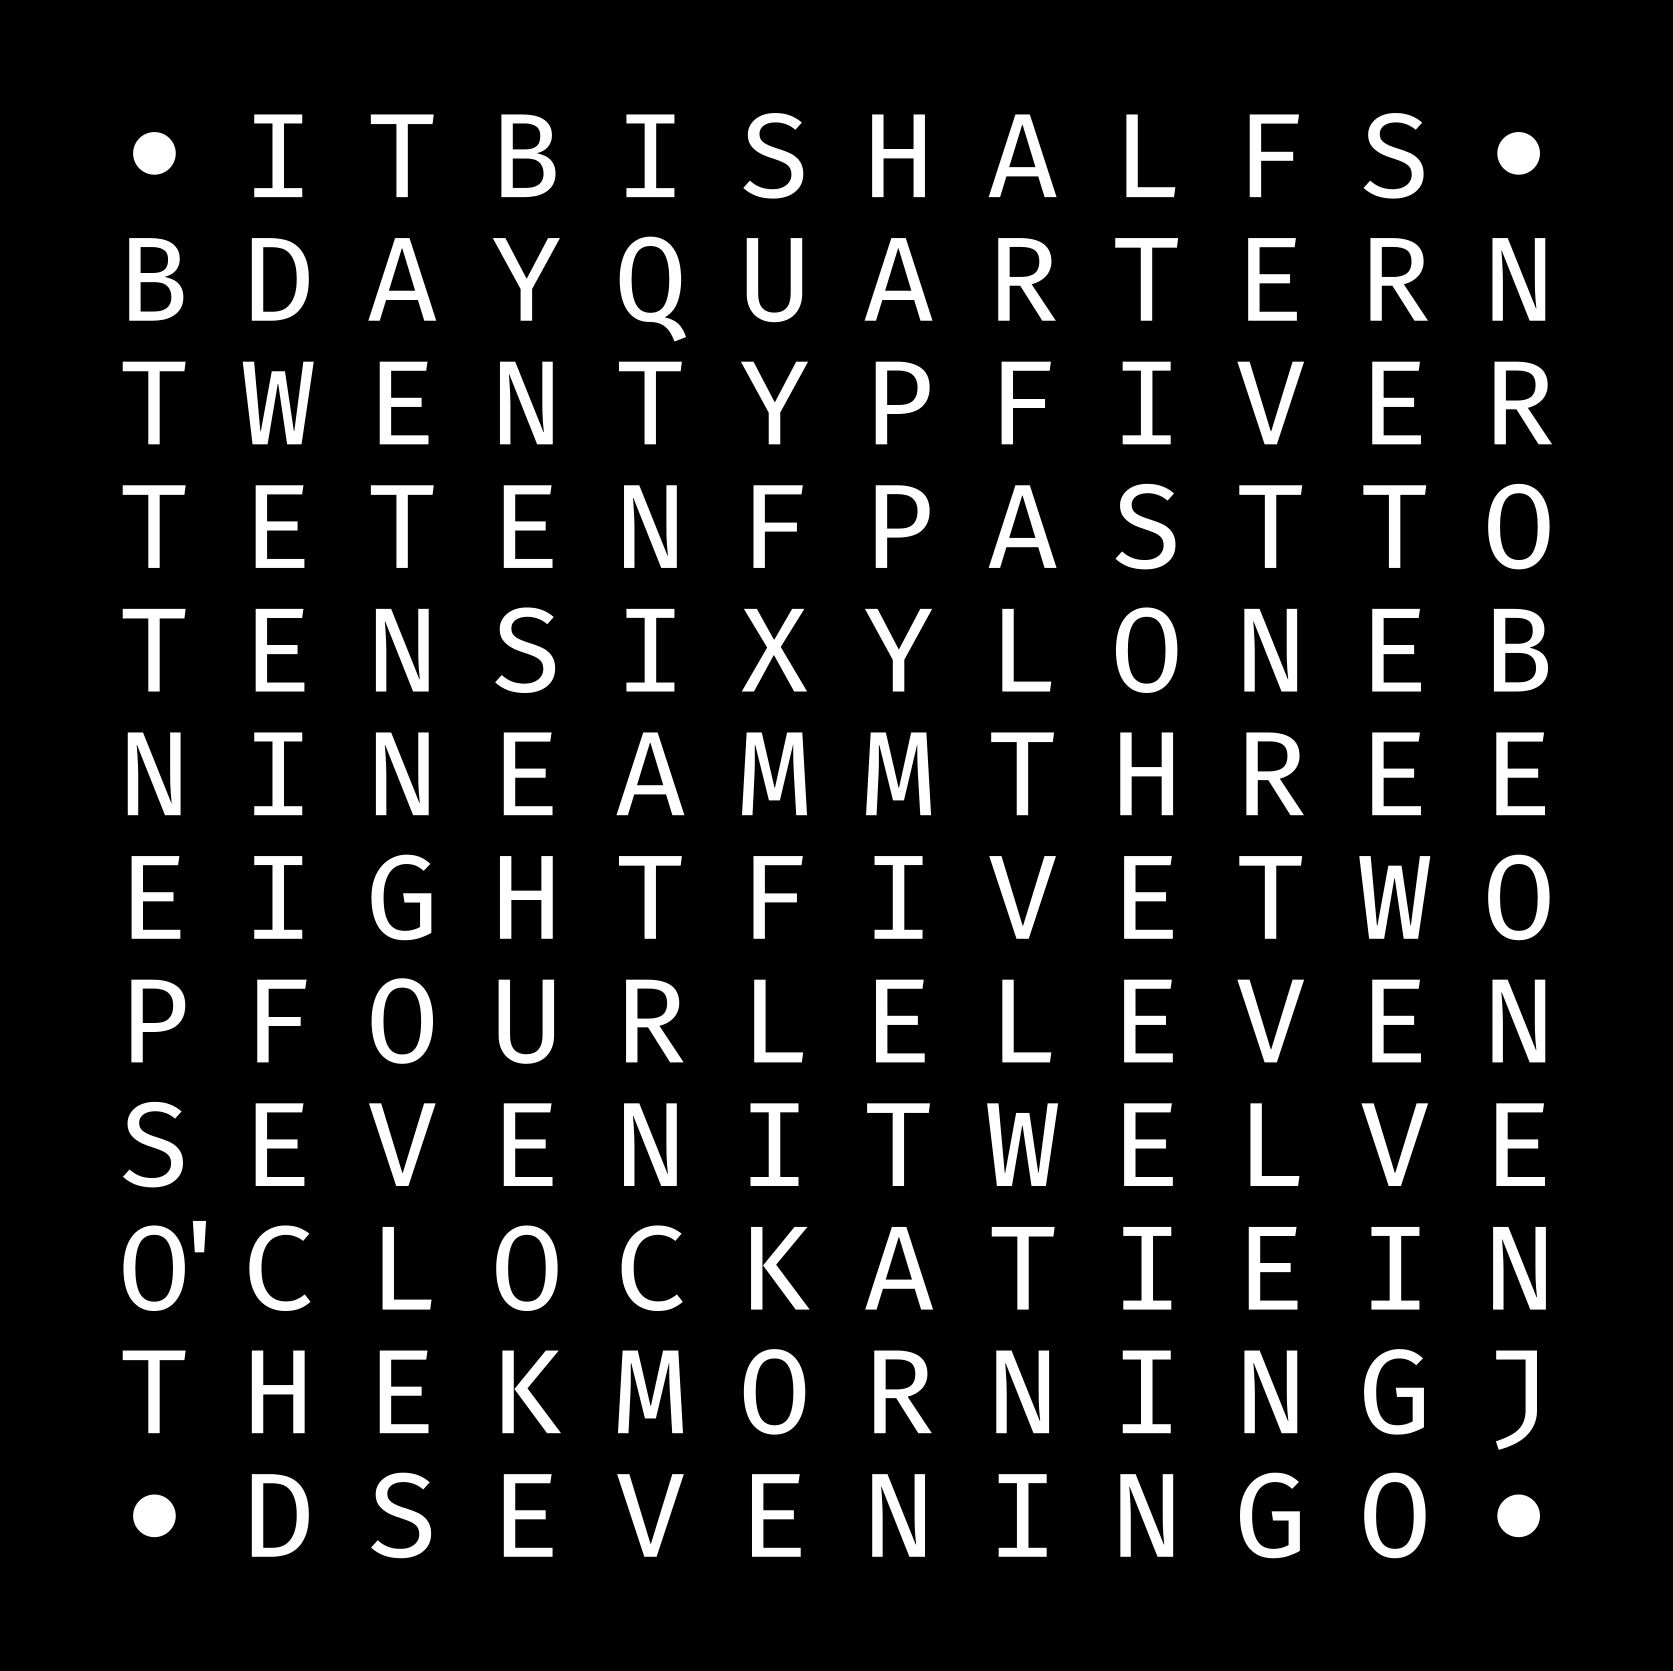 • I T B I S H A L F S •
B D A Y Q U A R T E R N
T W E N T Y P F I V E R
T E T E N F P A S T T O
T E N S I X Y L O N E B
N I N E A M M T H R E E
E I G H T F I V E T W O
P F O U R L E L E V E N
S E V E N I T W E L V E
O' C L O C K A T I E I N
T H E K M O R N I N G J
• D S E V E N I N G O •